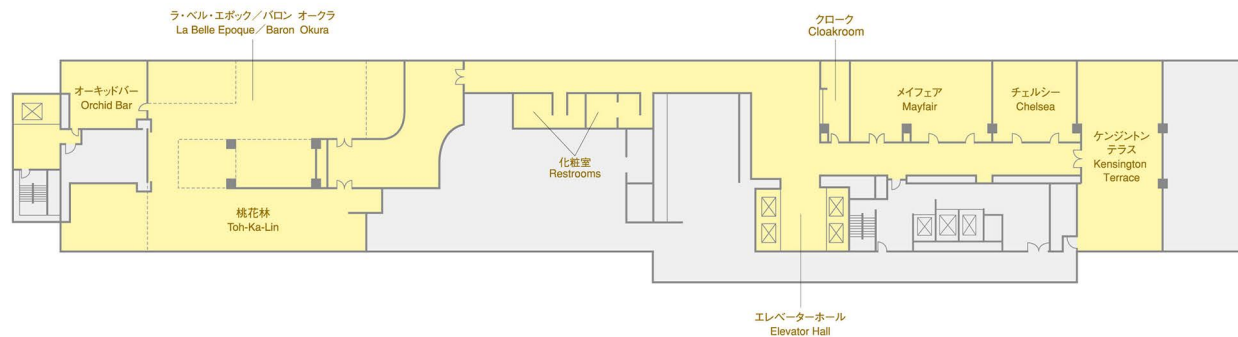 ラ・ベル・エポック／バロン オークラ
La Belle Epoque／Baron Okura
クローク
Cloakroom
オーキッドバー
Orchid Bar
メイフェア
Mayfair
チェルシー
Chelsea
ケンジントン
テラス
Kensington
Terrace
化粧室
Restrooms
桃花林
Toh-Ka-Lin
エレベーターホール
Elevator Hall